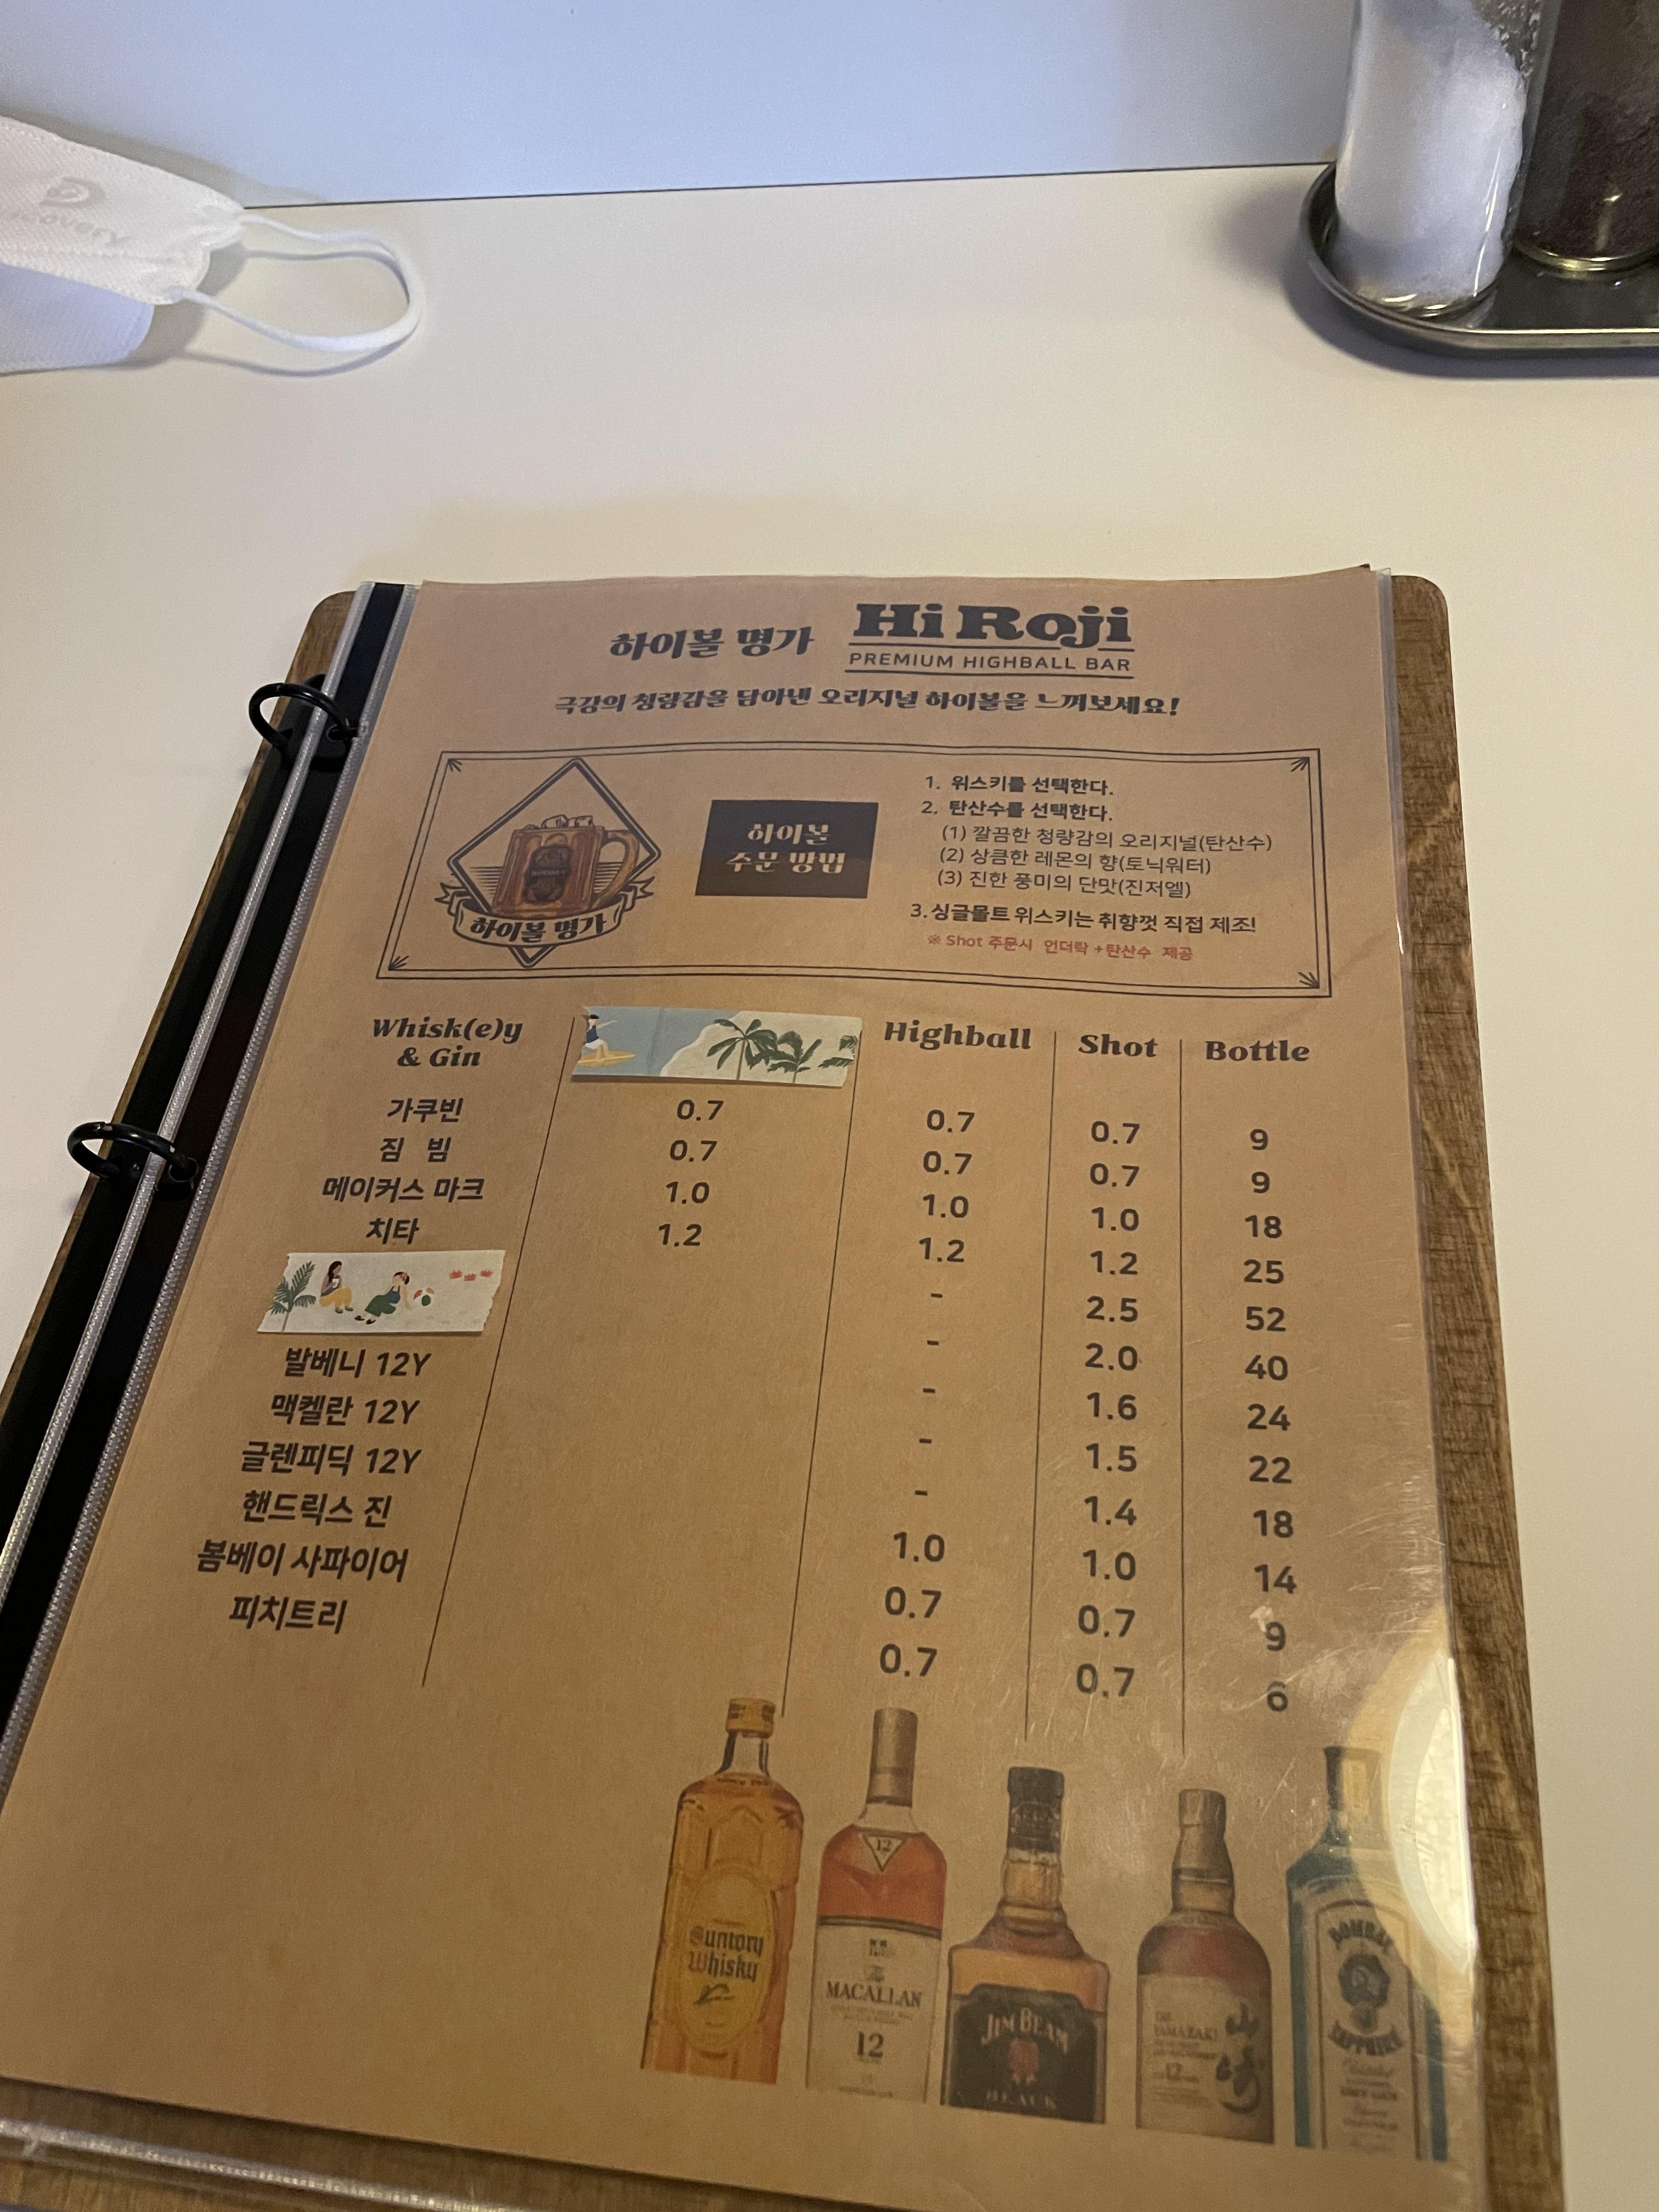 Discovery
하이볼 명가
Hi Roji
PREMIUM HIGHBALL BAR
극강의 청량감을 담아낸 오리지널 하이볼을 느껴보세요!
하이볼 명가
하이볼
주문 방법
1. 위스키를 선택한다.
2. 탄산수를 선택한다.
(1) 깔끔한 청량감의 오리지널(탄산수)
(2) 상큼한 레몬의 향(토닉워터)
(3) 진한 풍미의 단맛(진저엘)
3. 싱글몰트 위스키는 취향껏 직접 제조!
※ Shot 주문시 언더락 +탄산수 제공
Whisk(e)y
& Gin
Highball Shot Bottle
가쿠빈 0.7 0.7 0.7 9
짐 빔 0.7 0.7 0.7 9
메이커스 마크 1.0 1.0 1.0 18
치타 1.2 1.2 1.2 25
- 2.5 52
- 2.0 40
발베니 12Y - 1.6 24
맥켈란 12Y - 1.5 22
글렌피딕 12Y - 1.4 18
핸드릭스 진 1.0 1.0 14
봄베이 사파이어 0.7 0.7 9
피치트리 0.7 0.7 6
Suntory
Whisky
12
The
MACALLAN
12
JIM BEAM
BLACK
THE
YAMAZAKI
12
山崎
BOMBAY
SAPPHIRE